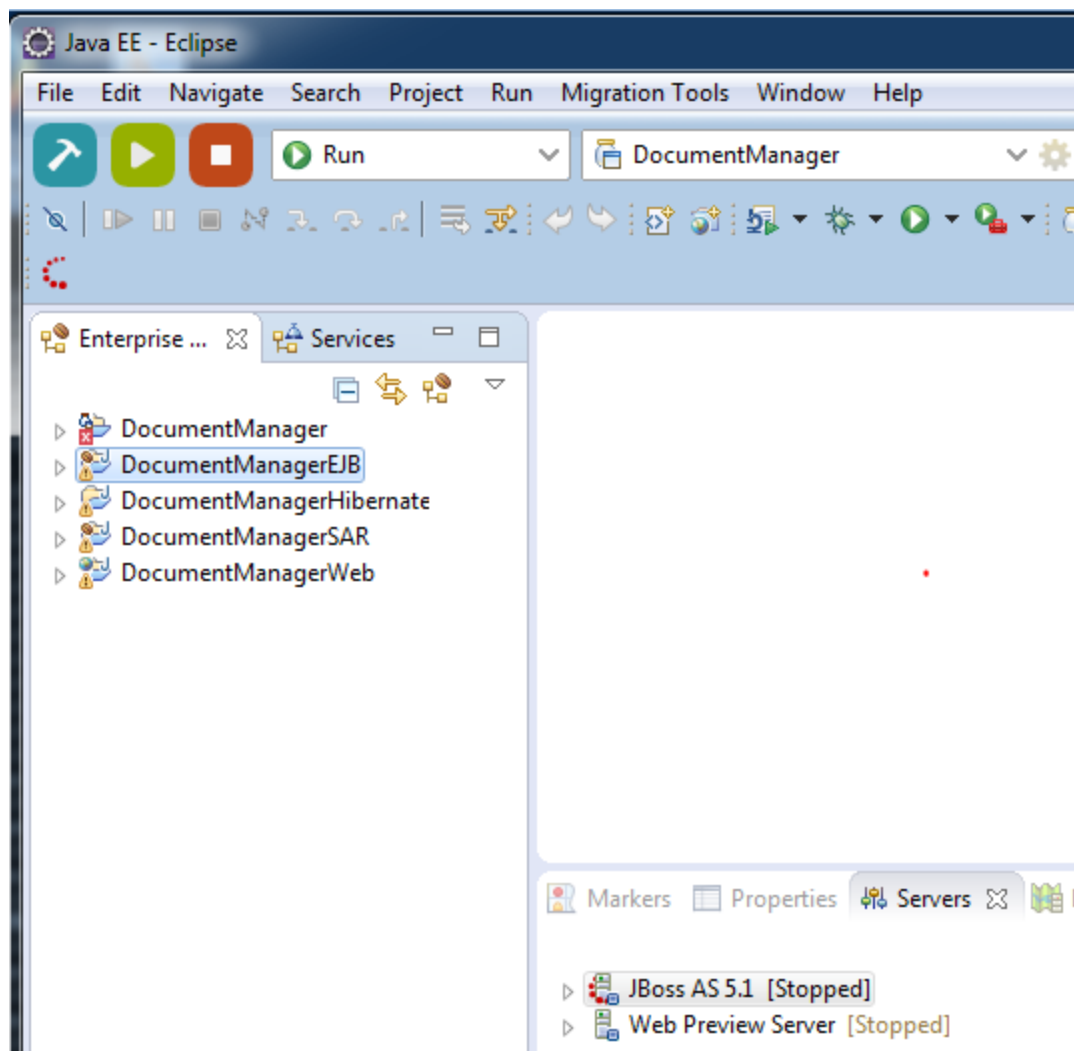 Java EE - Eclipse
File Edit Navigate Search Project Run Migration Tools Window Help
Run DocumentManager
Enterprise ... Services
DocumentManager
DocumentManagerEJB
DocumentManagerHibernate
DocumentManagerSAR
DocumentManagerWeb
Markers Properties Servers
JBoss AS 5.1 [Stopped]
Web Preview Server [Stopped]